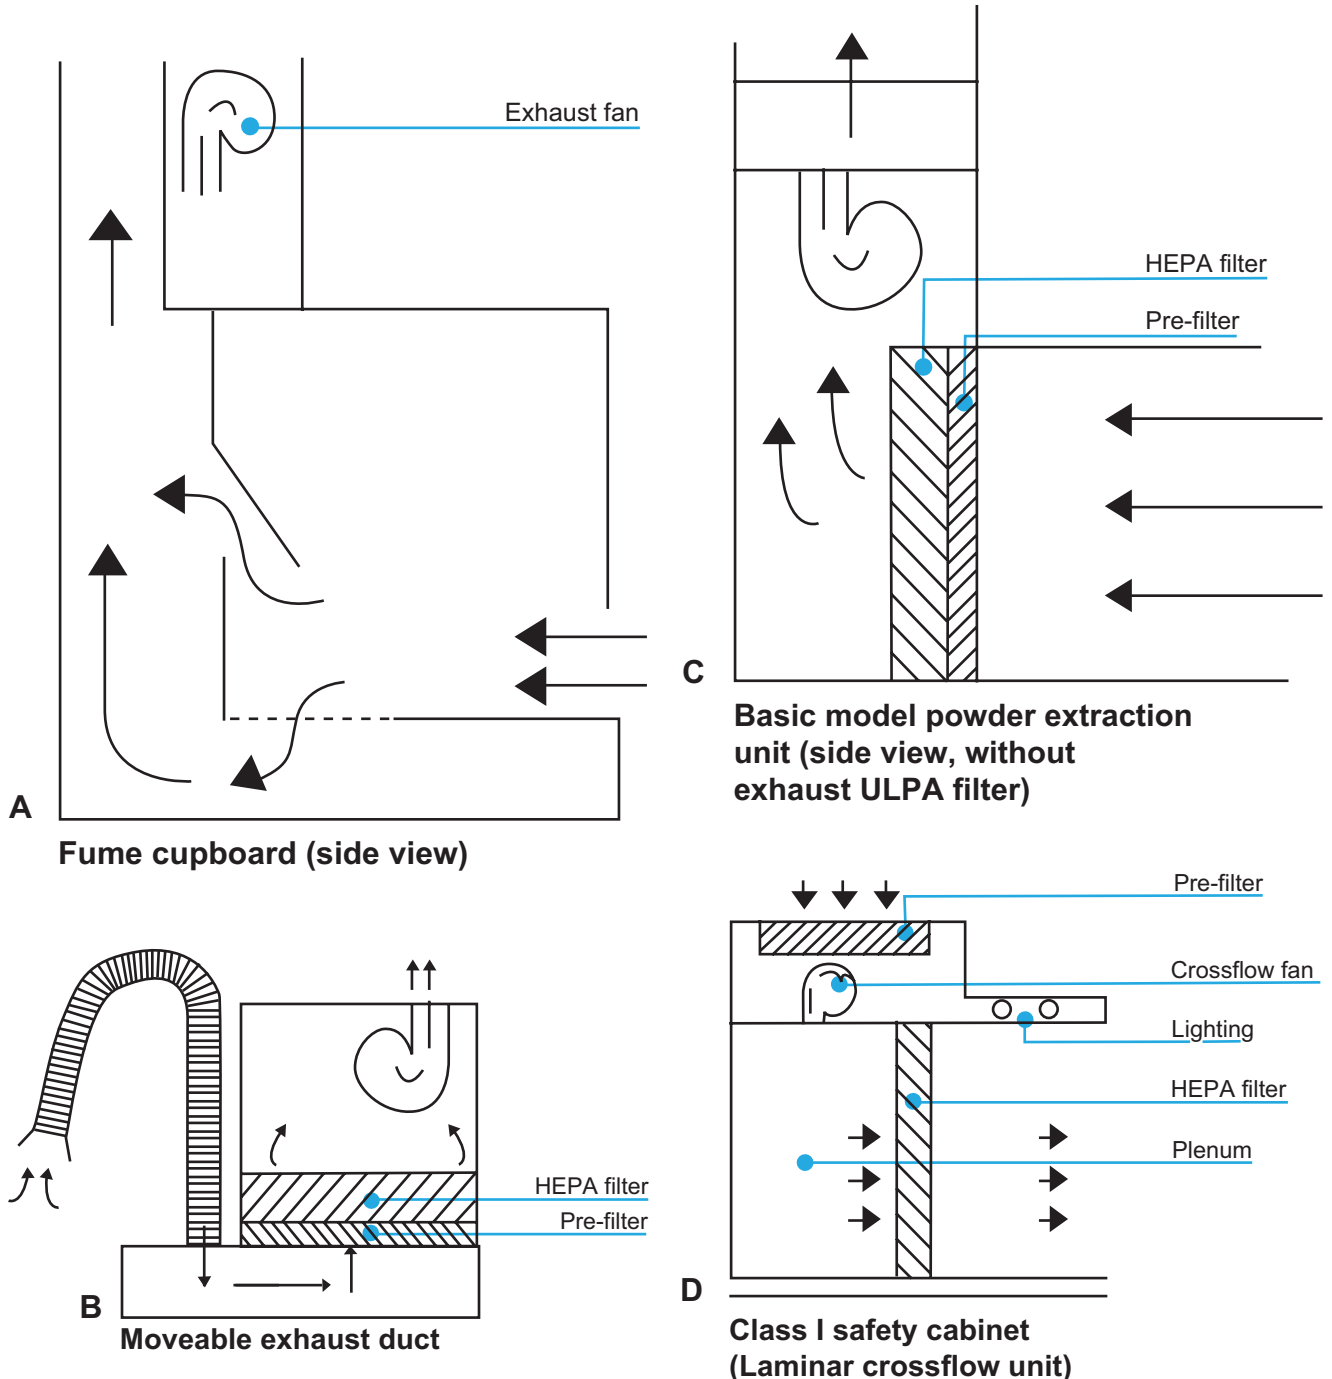 Exhaust fan
A
Fume cupboard (side view)
HEPA filter
Pre-filter
C
Basic model powder extraction
unit (side view, without
exhaust ULPA filter)
HEPA filter
Pre-filter
B
Moveable exhaust duct
Pre-filter
Crossflow fan
Lighting
HEPA filter
Plenum
D
Class I safety cabinet
(Laminar crossflow unit)